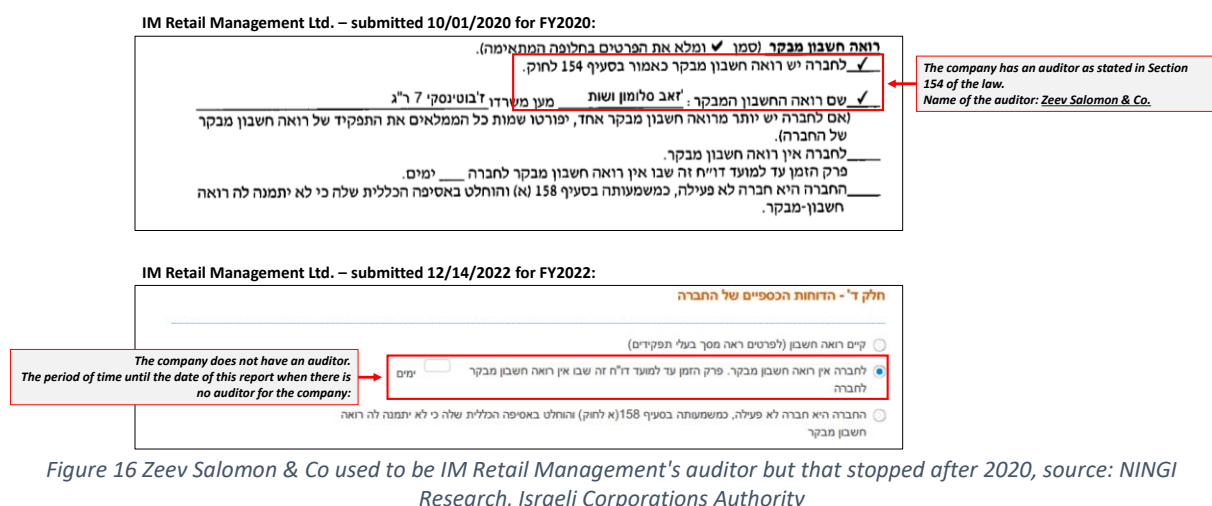 IM Retail Management Ltd. – submitted 10/01/2020 for FY2020:
רואה חשבון מבקר (סמן ✔ ומלא את הפרטים בחלופה המתאימה).
✓ לחברה יש רואה חשבון מבקר כאמור בסעיף 154 לחוק.
✓ שם רואה החשבון המבקר : זאב סלומון ושות' מען משרדו ז'בוטינסקי 7 ר"ג
(אם לחברה יש יותר מרואה חשבון מבקר אחד, יפורטו שמות כל הממלאים את התפקיד של רואה חשבון מבקר
של החברה).
____לחברה אין רואה חשבון מבקר.
פרק הזמן עד למועד דו״ח זה שבו אין רואה חשבון מבקר לחברה ____ ימים.
____החברה היא חברה לא פעילה, כמשמעותה בסעיף 158 (א) והוחלט באסיפה הכללית שלה כי לא יתמנה לה רואה
חשבון-מבקר.
The company has an auditor as stated in Section
154 of the law.
Name of the auditor: Zeev Salomon & Co.
IM Retail Management Ltd. – submitted 12/14/2022 for FY2022:
חלק ד' - הדוחות הכספיים של החברה
קיים רואה חשבון (לפרטים ראה מסך בעלי תפקידים)
לחברה אין רואה חשבון מבקר. פרק הזמן עד למועד דו"ח זה שבו אין רואה חשבון מבקר ימים
לחברה
החברה היא חברה לא פעילה, כמשמעותה בסעיף 158(א לחוק) והוחלט באסיפה הכללית שלה כי לא יתמנה לה רואה
חשבון מבקר
The company does not have an auditor.
The period of time until the date of this report when there is
no auditor for the company:
Figure 16 Zeev Salomon & Co used to be IM Retail Management's auditor but that stopped after 2020, source: NINGI
Research, Israeli Corporations Authority